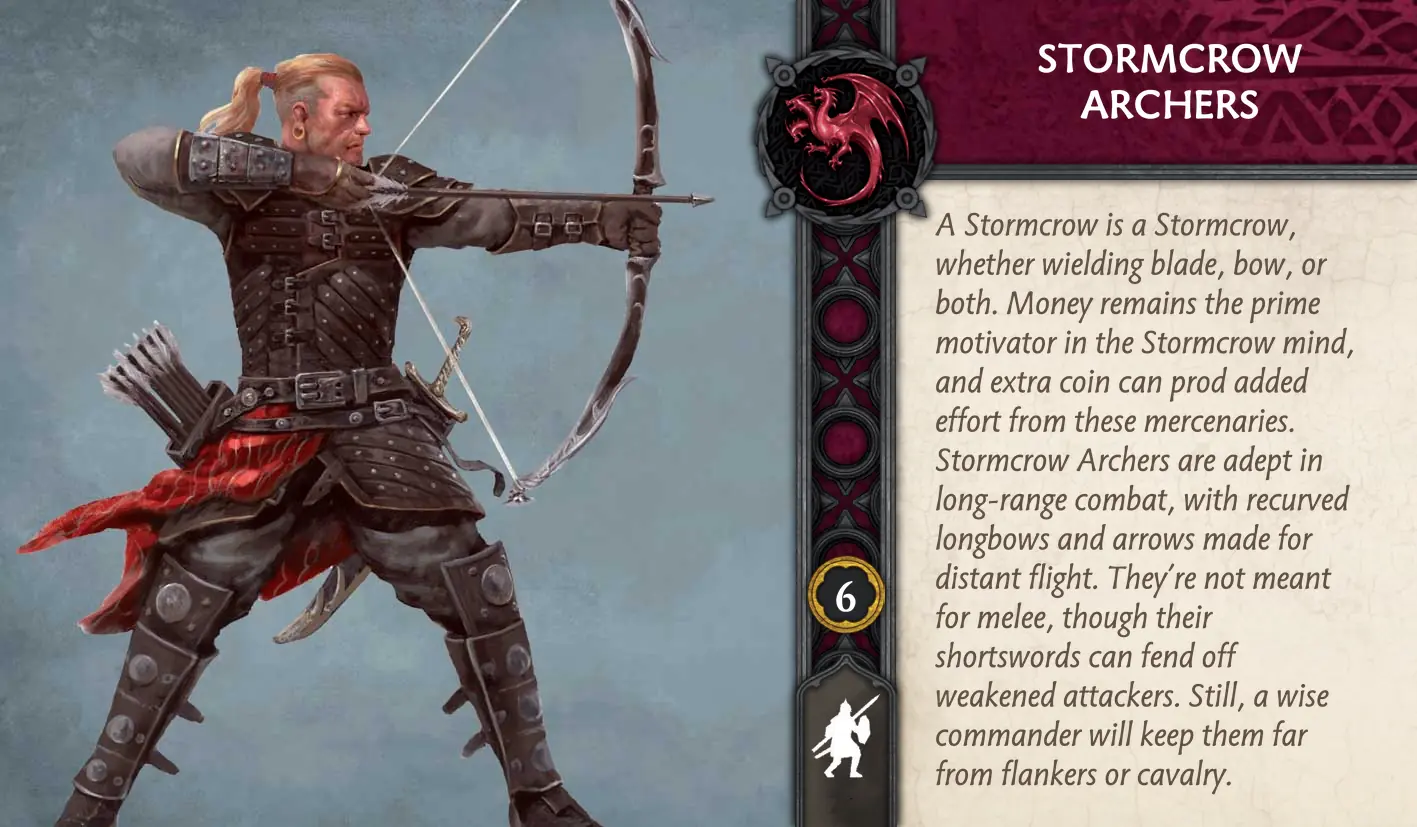 STORMCROW
ARCHERS
A Stormcrow is a Stormcrow,
whether wielding blade, bow, or
both. Money remains the prime
motivator in the Stormcrow mind,
and extra coin can prod added
effort from these mercenaries.
Stormcrow Archers are adept in
long-range combat, with recurved
longbows and arrows made for
distant flight. They’re not meant
for melee, though their
shortswords can fend off
weakened attackers. Still, a wise
commander will keep them far
from flankers or cavalry.
6